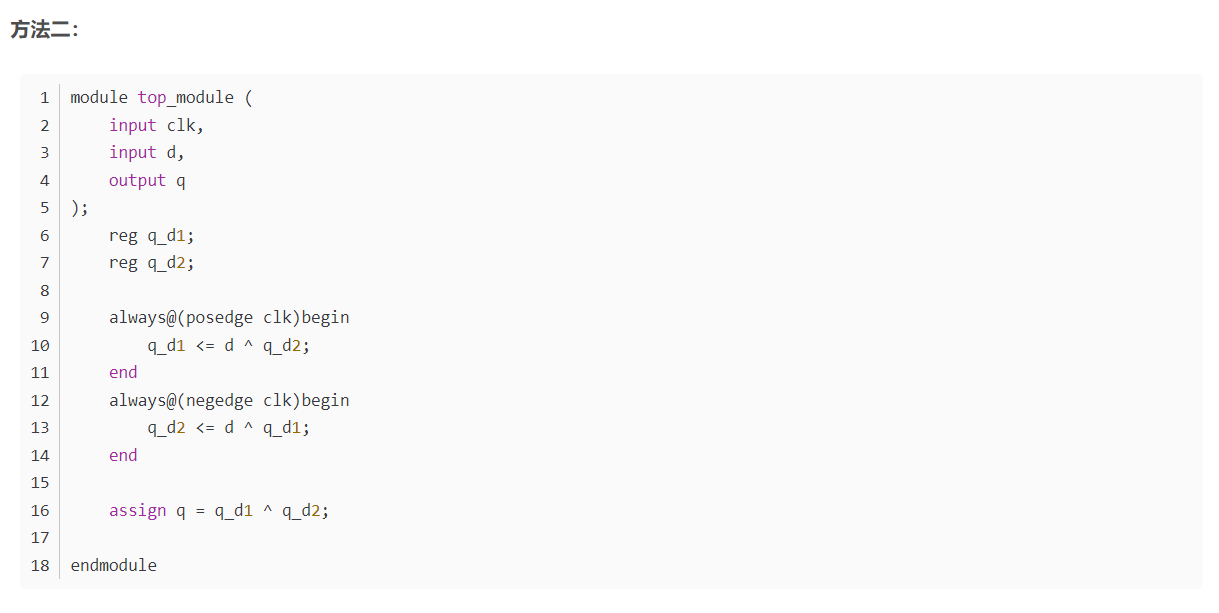 方法二：
1 module top_module (
2     input clk,
3     input d,
4     output q
5 );
6     reg q_d1;
7     reg q_d2;
8
9     always@(posedge clk)begin
10         q_d1 <= d ^ q_d2;
11     end
12     always@(negedge clk)begin
13         q_d2 <= d ^ q_d1;
14     end
15
16     assign q = q_d1 ^ q_d2;
17
18 endmodule